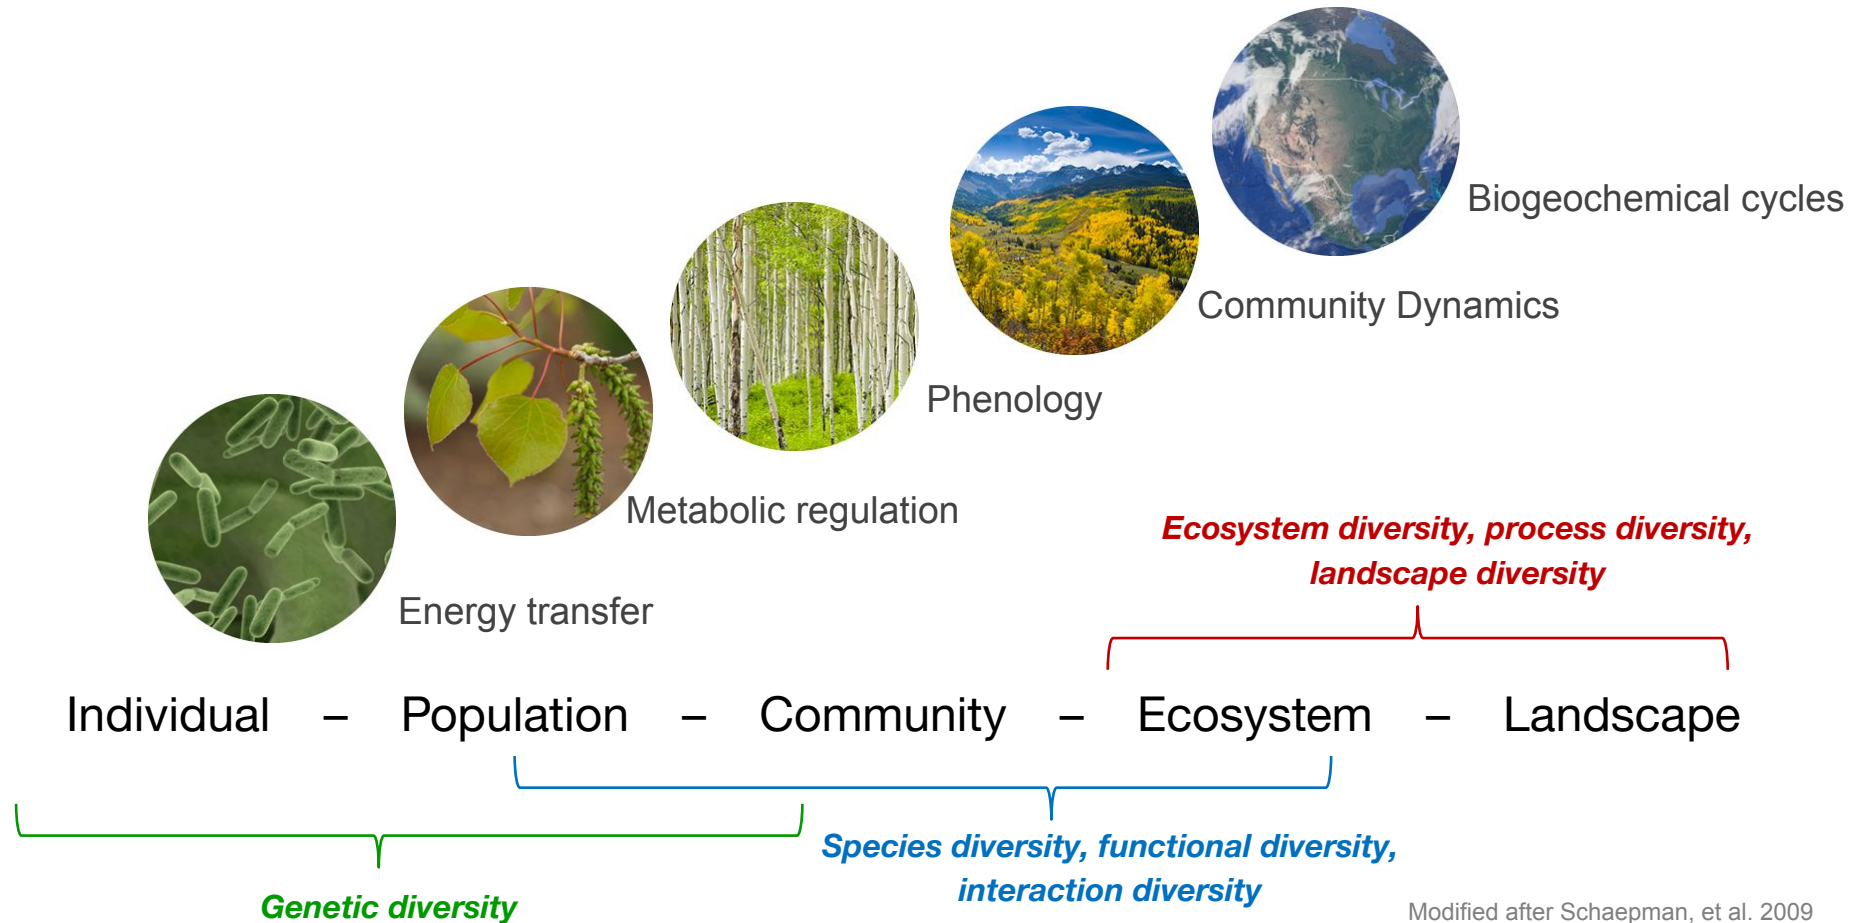 Biogeochemical cycles
Community Dynamics
Phenology
Metabolic regulation
Energy transfer
Ecosystem diversity, process diversity,
landscape diversity
Individual – Population – Community – Ecosystem – Landscape
Species diversity, functional diversity,
interaction diversity
Genetic diversity
Modified after Schaepman, et al. 2009